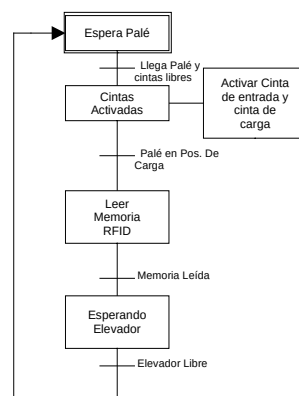 Espera Palé
Llega Palé y
cintas libres
Cintas
Activadas
Activar Cinta
de entrada y
cinta de
carga
Palé en Pos. De
Carga
Leer
Memoria
RFID
Memoria Leída
Esperando
Elevador
Elevador Libre